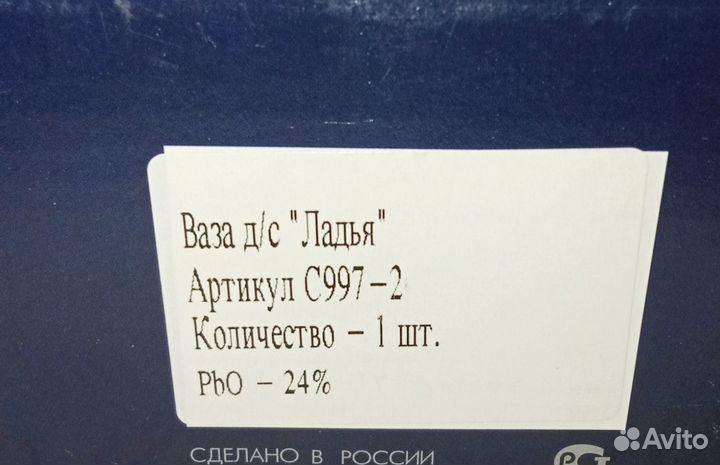 Ваза д/с "Ладья"
Артикул С997-2
Количество - 1 шт.
PbO - 24%
СДЕЛАНО В РОССИИ
Avito